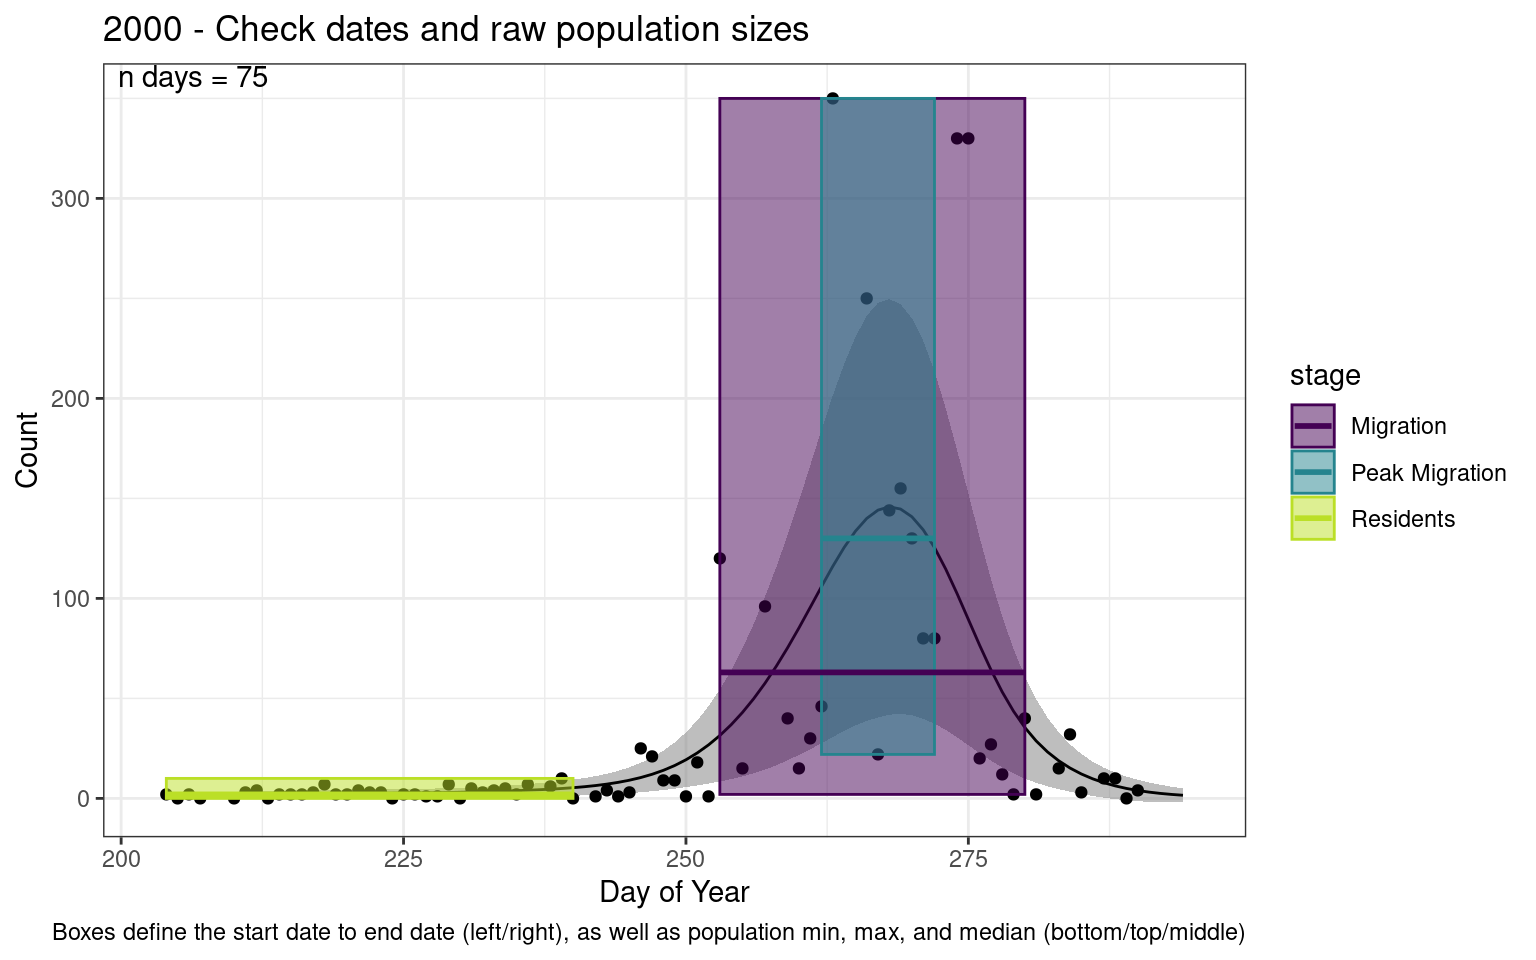 2000 - Check dates and raw population sizes
n days = 75
300
200
100
0
Count
200
225
250
275
Day of Year
stage
Migration
Peak Migration
Residents
Boxes define the start date to end date (left/right), as well as population min, max, and median (bottom/top/middle)